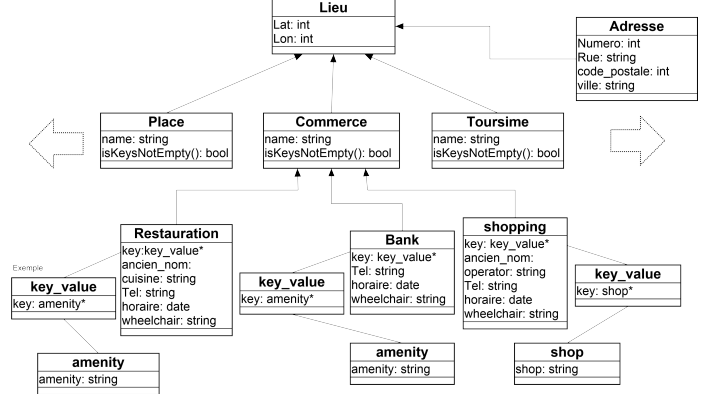 Lieu
Lat: int
Lon: int
Adresse
Numero: int
Rue: string
code_postale: int
ville: string
Place
name: string
isKeysNotEmpty(): bool
Commerce
name: string
isKeysNotEmpty(): bool
Toursime
name: string
isKeysNotEmpty(): bool
Restauration
key:key_value*
ancien_nom:
cuisine: string
Tel: string
horaire: date
wheelchair: string
Bank
key: key_value*
Tel: string
horaire: date
wheelchair: string
shopping
key: key_value*
ancien_nom:
operator: string
Tel: string
horaire: date
wheelchair: string
Exemple
key_value
key: amenity*
key_value
key: amenity*
key_value
key: shop*
amenity
amenity: string
amenity
amenity: string
shop
shop: string